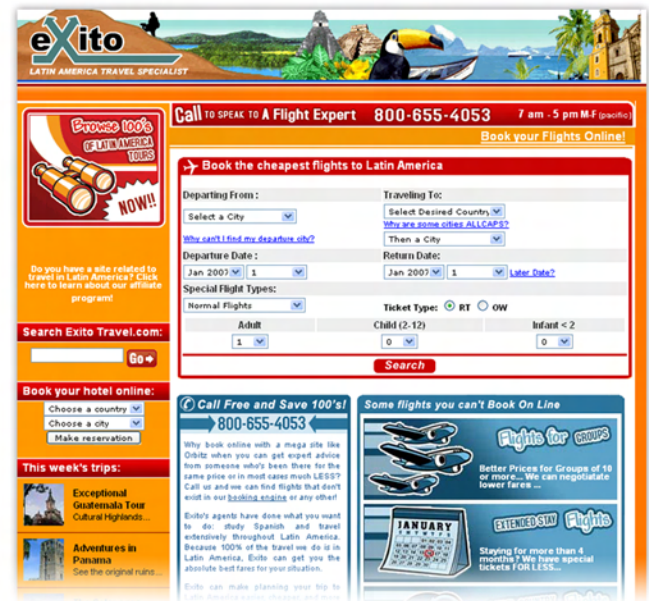 eXito
LATIN AMERICA TRAVEL SPECIALIST
Browse 100's
OF LATIN AMERICA
TOURS
NOW!!
Do you have a site related to
travel in Latin America? Click
here to learn about our affiliate
program!
Search Exito Travel.com:
Go
Book your hotel online:
Choose a country
Choose a city
Make reservation
This week's trips:
Exceptional
Guatemala Tour
Cultural Highlands...
Adventures in
Panama
See the original ruins...
Call TO SPEAK TO A Flight Expert 800-655-4053 7 am - 5 pm M-F (pacific)
Book your Flights Online!
Book the cheapest flights to Latin America
Departing From : Traveling To:
Select a City Select Desired Country
Why are some cities ALLCAPS?
Why can't I find my departure city? Then a City
Departure Date : Return Date:
Jan 2007 1 Jan 2007 1 Later Date?
Special Flight Types:
Normal Flights Ticket Type: RT OW
Adult Child (2-12) Infant < 2
1 0 0
Search
Call Free and Save 100's!
800-655-4053
Why book online with a mega site like
Orbitz when you can get expert advice
from someone who's been there for the
same price or in most cases much LESS?
Call us and we can find flights that don't
exist in our booking engine or any other!
Exito's agents have done what you want
to do: study Spanish and travel
extensively throughout Latin America.
Because 100% of the travel we do is in
Latin America, Exito can get you the
absolute best fares for your situation.
Exito can make planning your trip to
Some flights you can't Book On Line
Flights for GROUPS
Better Prices for Groups of 10
or more... We can negotiate
lower fares ...
JANUARY
EXTENDED STAY Flights
Staying for more than 4
months? We have special
tickets FOR LESS...